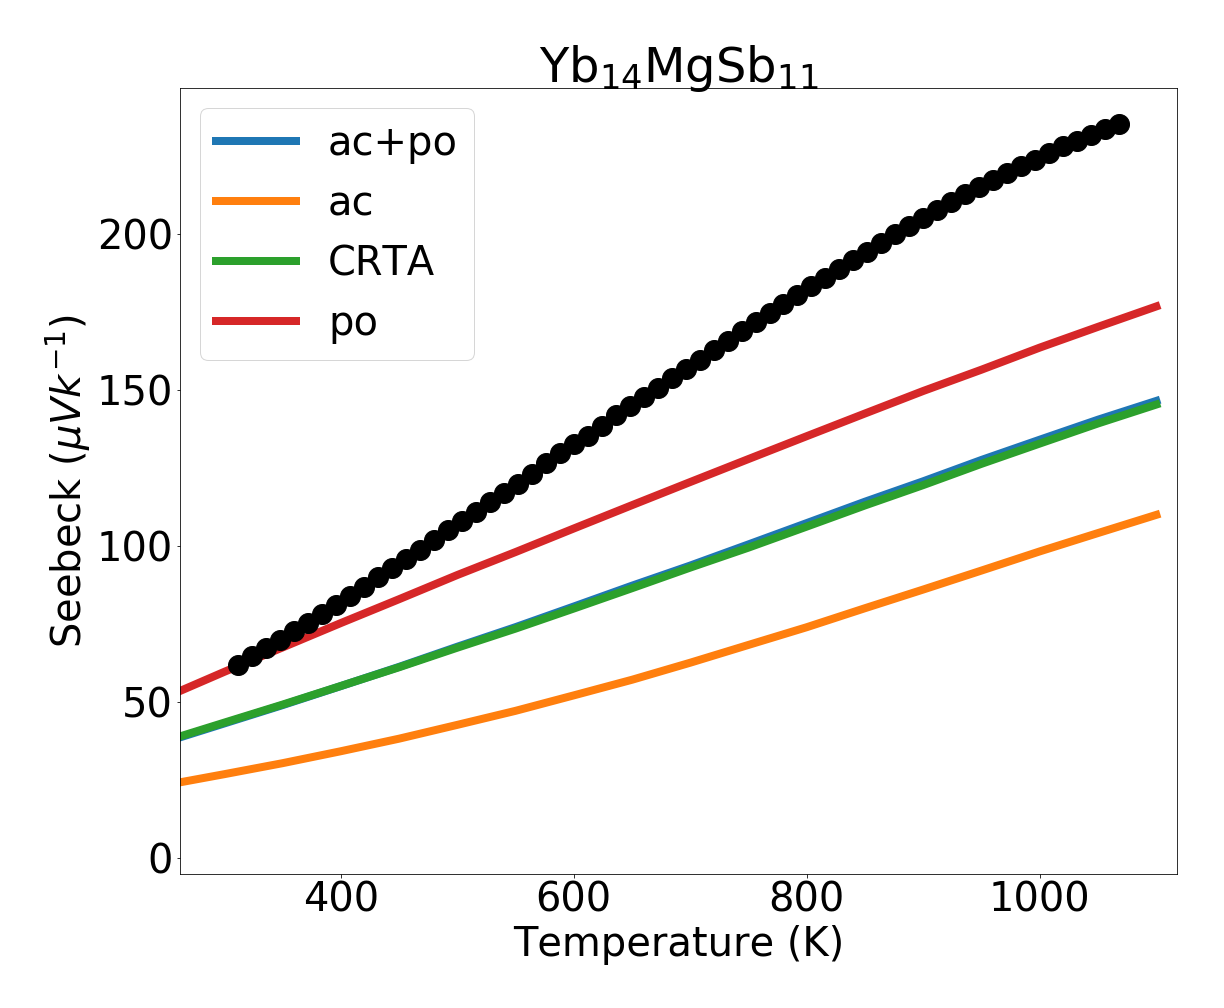 Yb₁₄MgSb₁₁
ac+po
ac
CRTA
po
200
150
100
50
0
Seebeck (μVk⁻¹)
400 600 800 1000
Temperature (K)